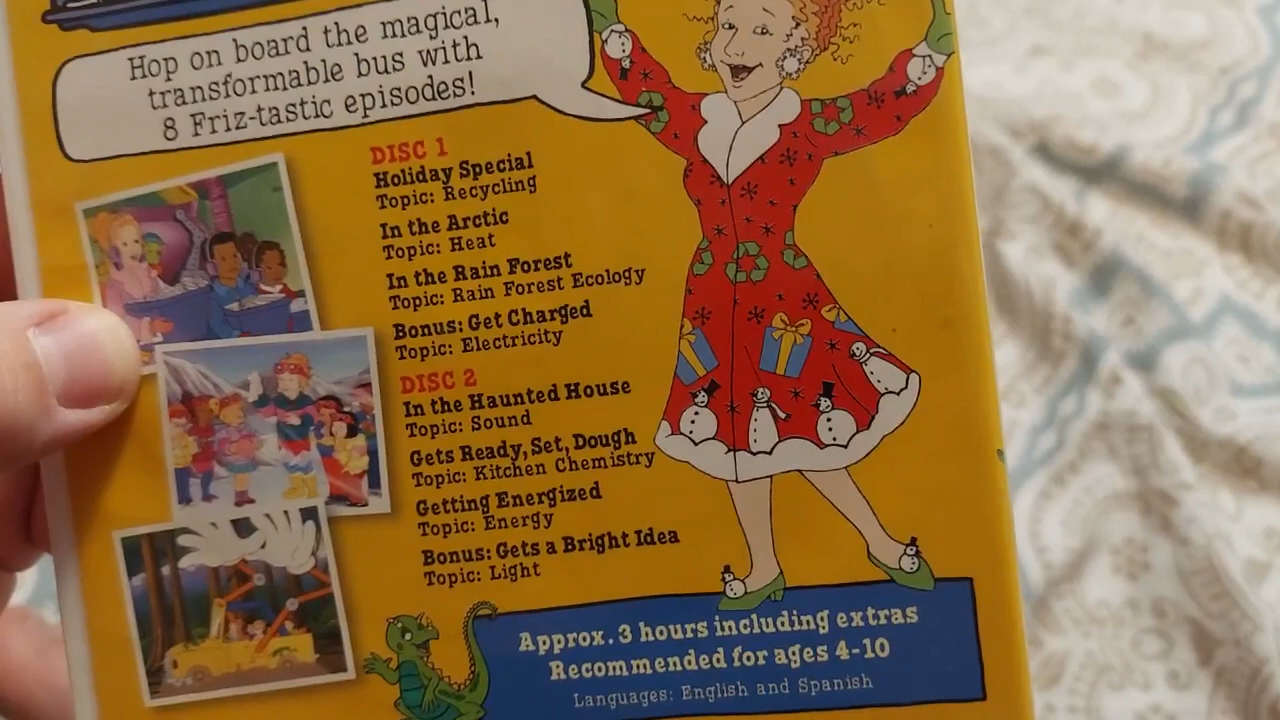 Hop on board the magical,
transformable bus with
8 Friz-tastic episodes!
DISC 1
Holiday Special
Topic: Recycling
In the Arctic
Topic: Heat
In the Rain Forest
Topic: Rain Forest Ecology
Bonus: Get Charged
Topic: Electricity
DISC 2
In the Haunted House
Topic: Sound
Gets Ready, Set, Dough
Topic: Kitchen Chemistry
Getting Energized
Topic: Energy
Bonus: Gets a Bright Idea
Topic: Light
Approx. 3 hours including extras
Recommended for ages 4-10
Languages: English and Spanish